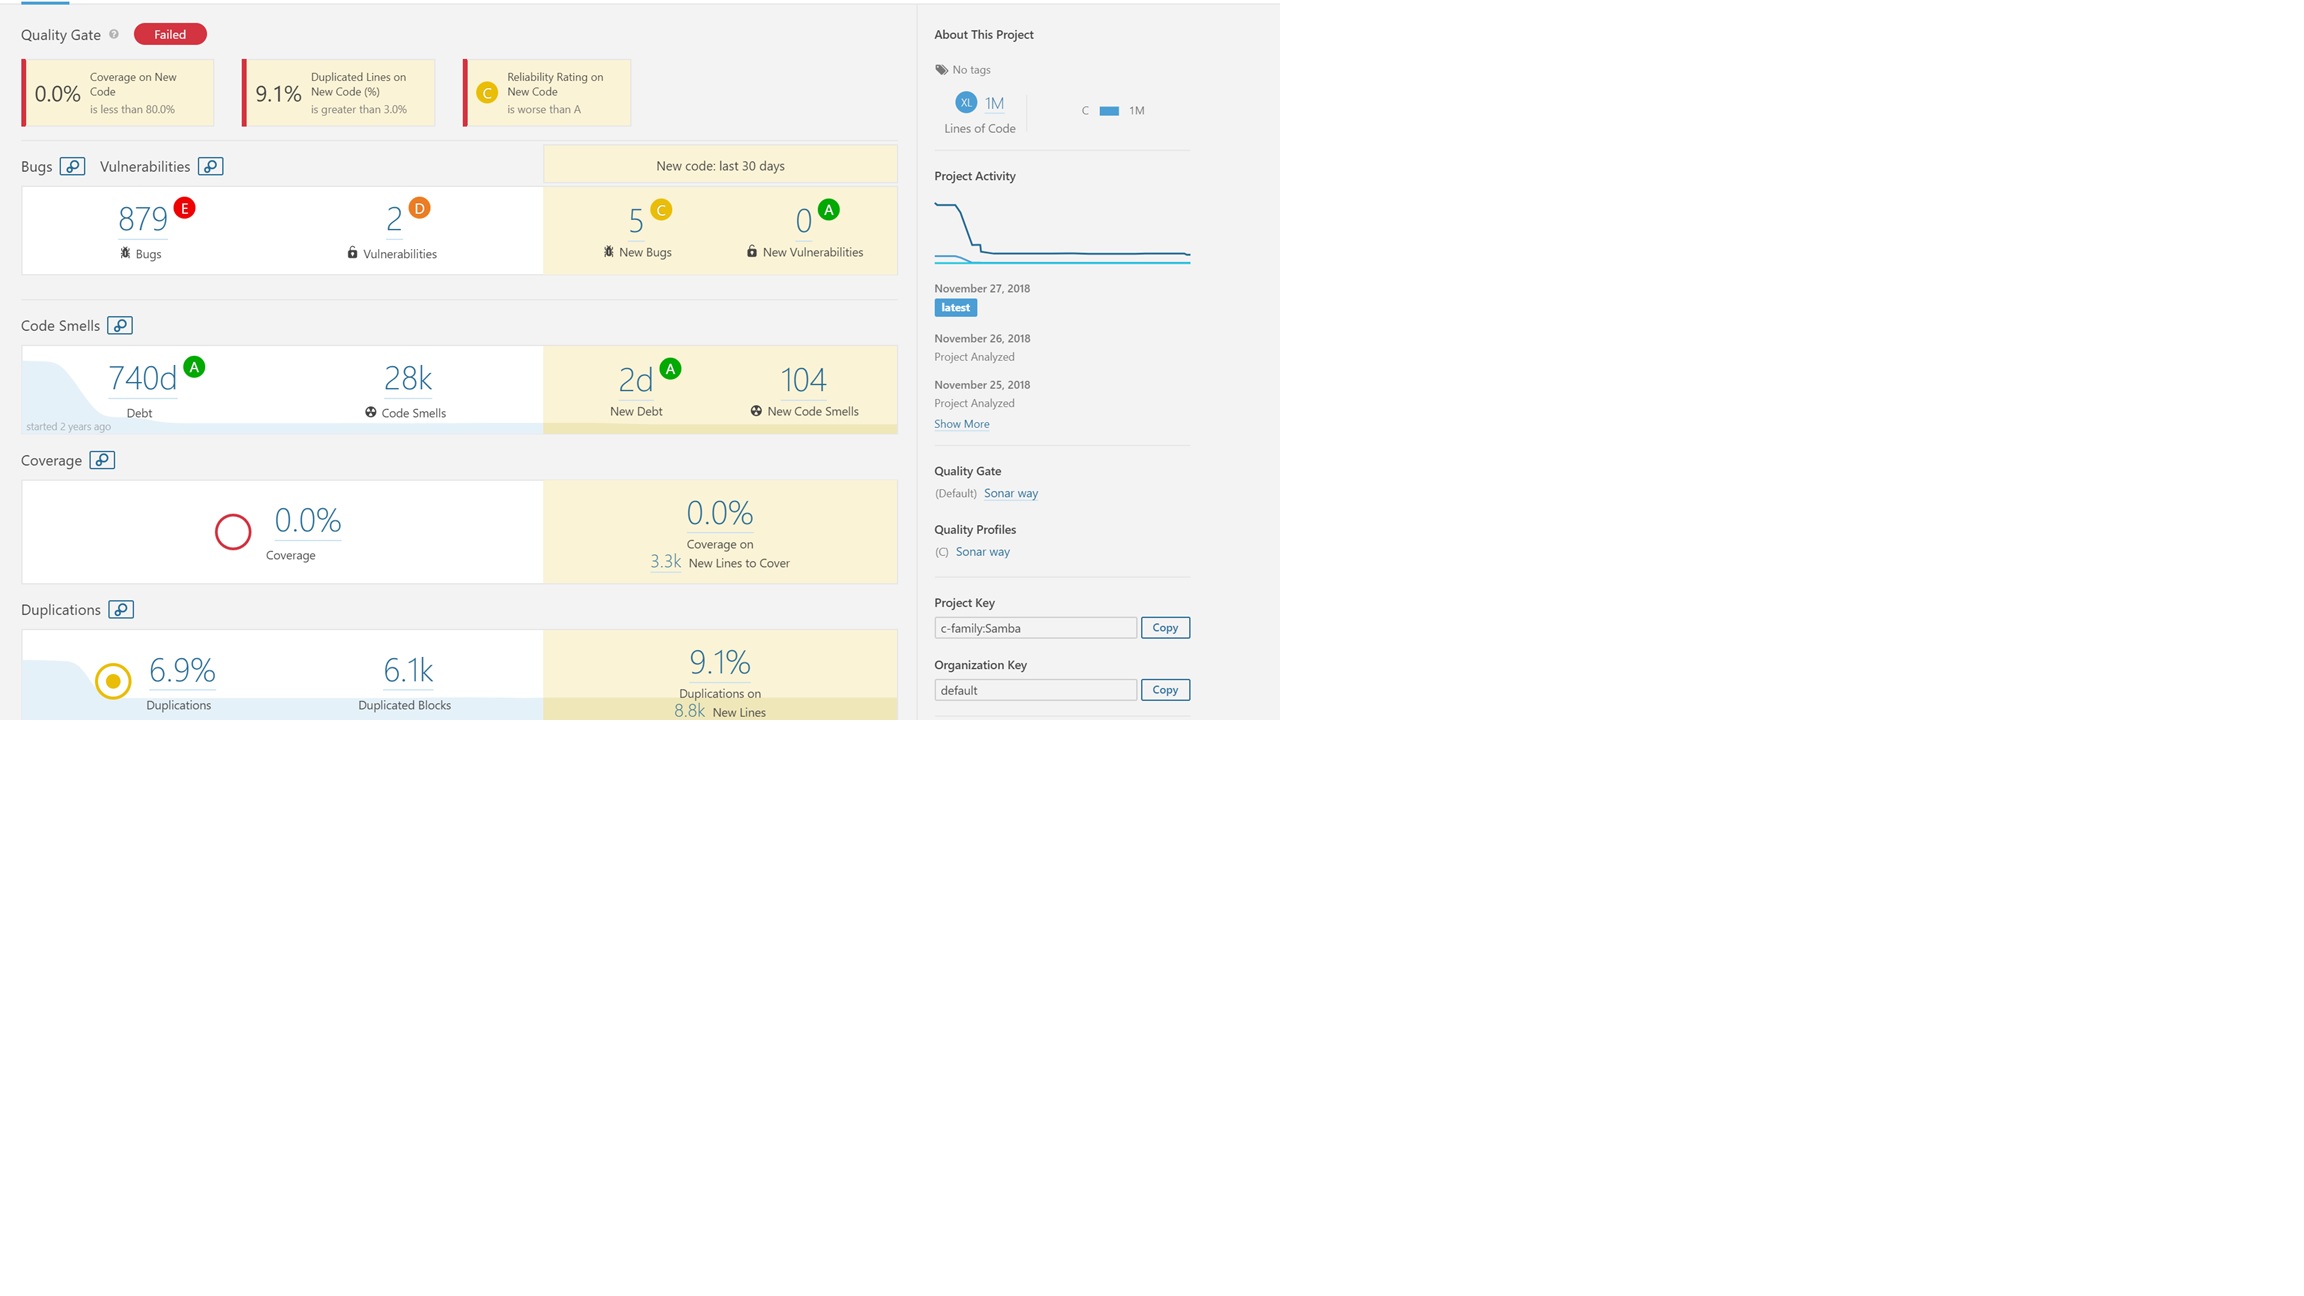 Quality Gate ? Failed
0.0% Coverage on New
Code
is less than 80.0%
9.1% Duplicated Lines on
New Code (%)
is greater than 3.0%
C Reliability Rating on
New Code
is worse than A
Bugs Vulnerabilities
New code: last 30 days
879 E
Bugs
2 D
Vulnerabilities
5 C
New Bugs
0 A
New Vulnerabilities
Code Smells
740d A
Debt
started 2 years ago
28k
Code Smells
2d A
New Debt
104
New Code Smells
Coverage
0.0%
Coverage
0.0%
Coverage on
3.3k New Lines to Cover
Duplications
6.9%
Duplications
6.1k
Duplicated Blocks
9.1%
Duplications on
8.8k New Lines
About This Project
No tags
XL 1M
Lines of Code
C 1M
Project Activity
November 27, 2018
latest
November 26, 2018
Project Analyzed
November 25, 2018
Project Analyzed
Show More
Quality Gate
(Default) Sonar way
Quality Profiles
(C) Sonar way
Project Key
c-family:Samba Copy
Organization Key
default Copy